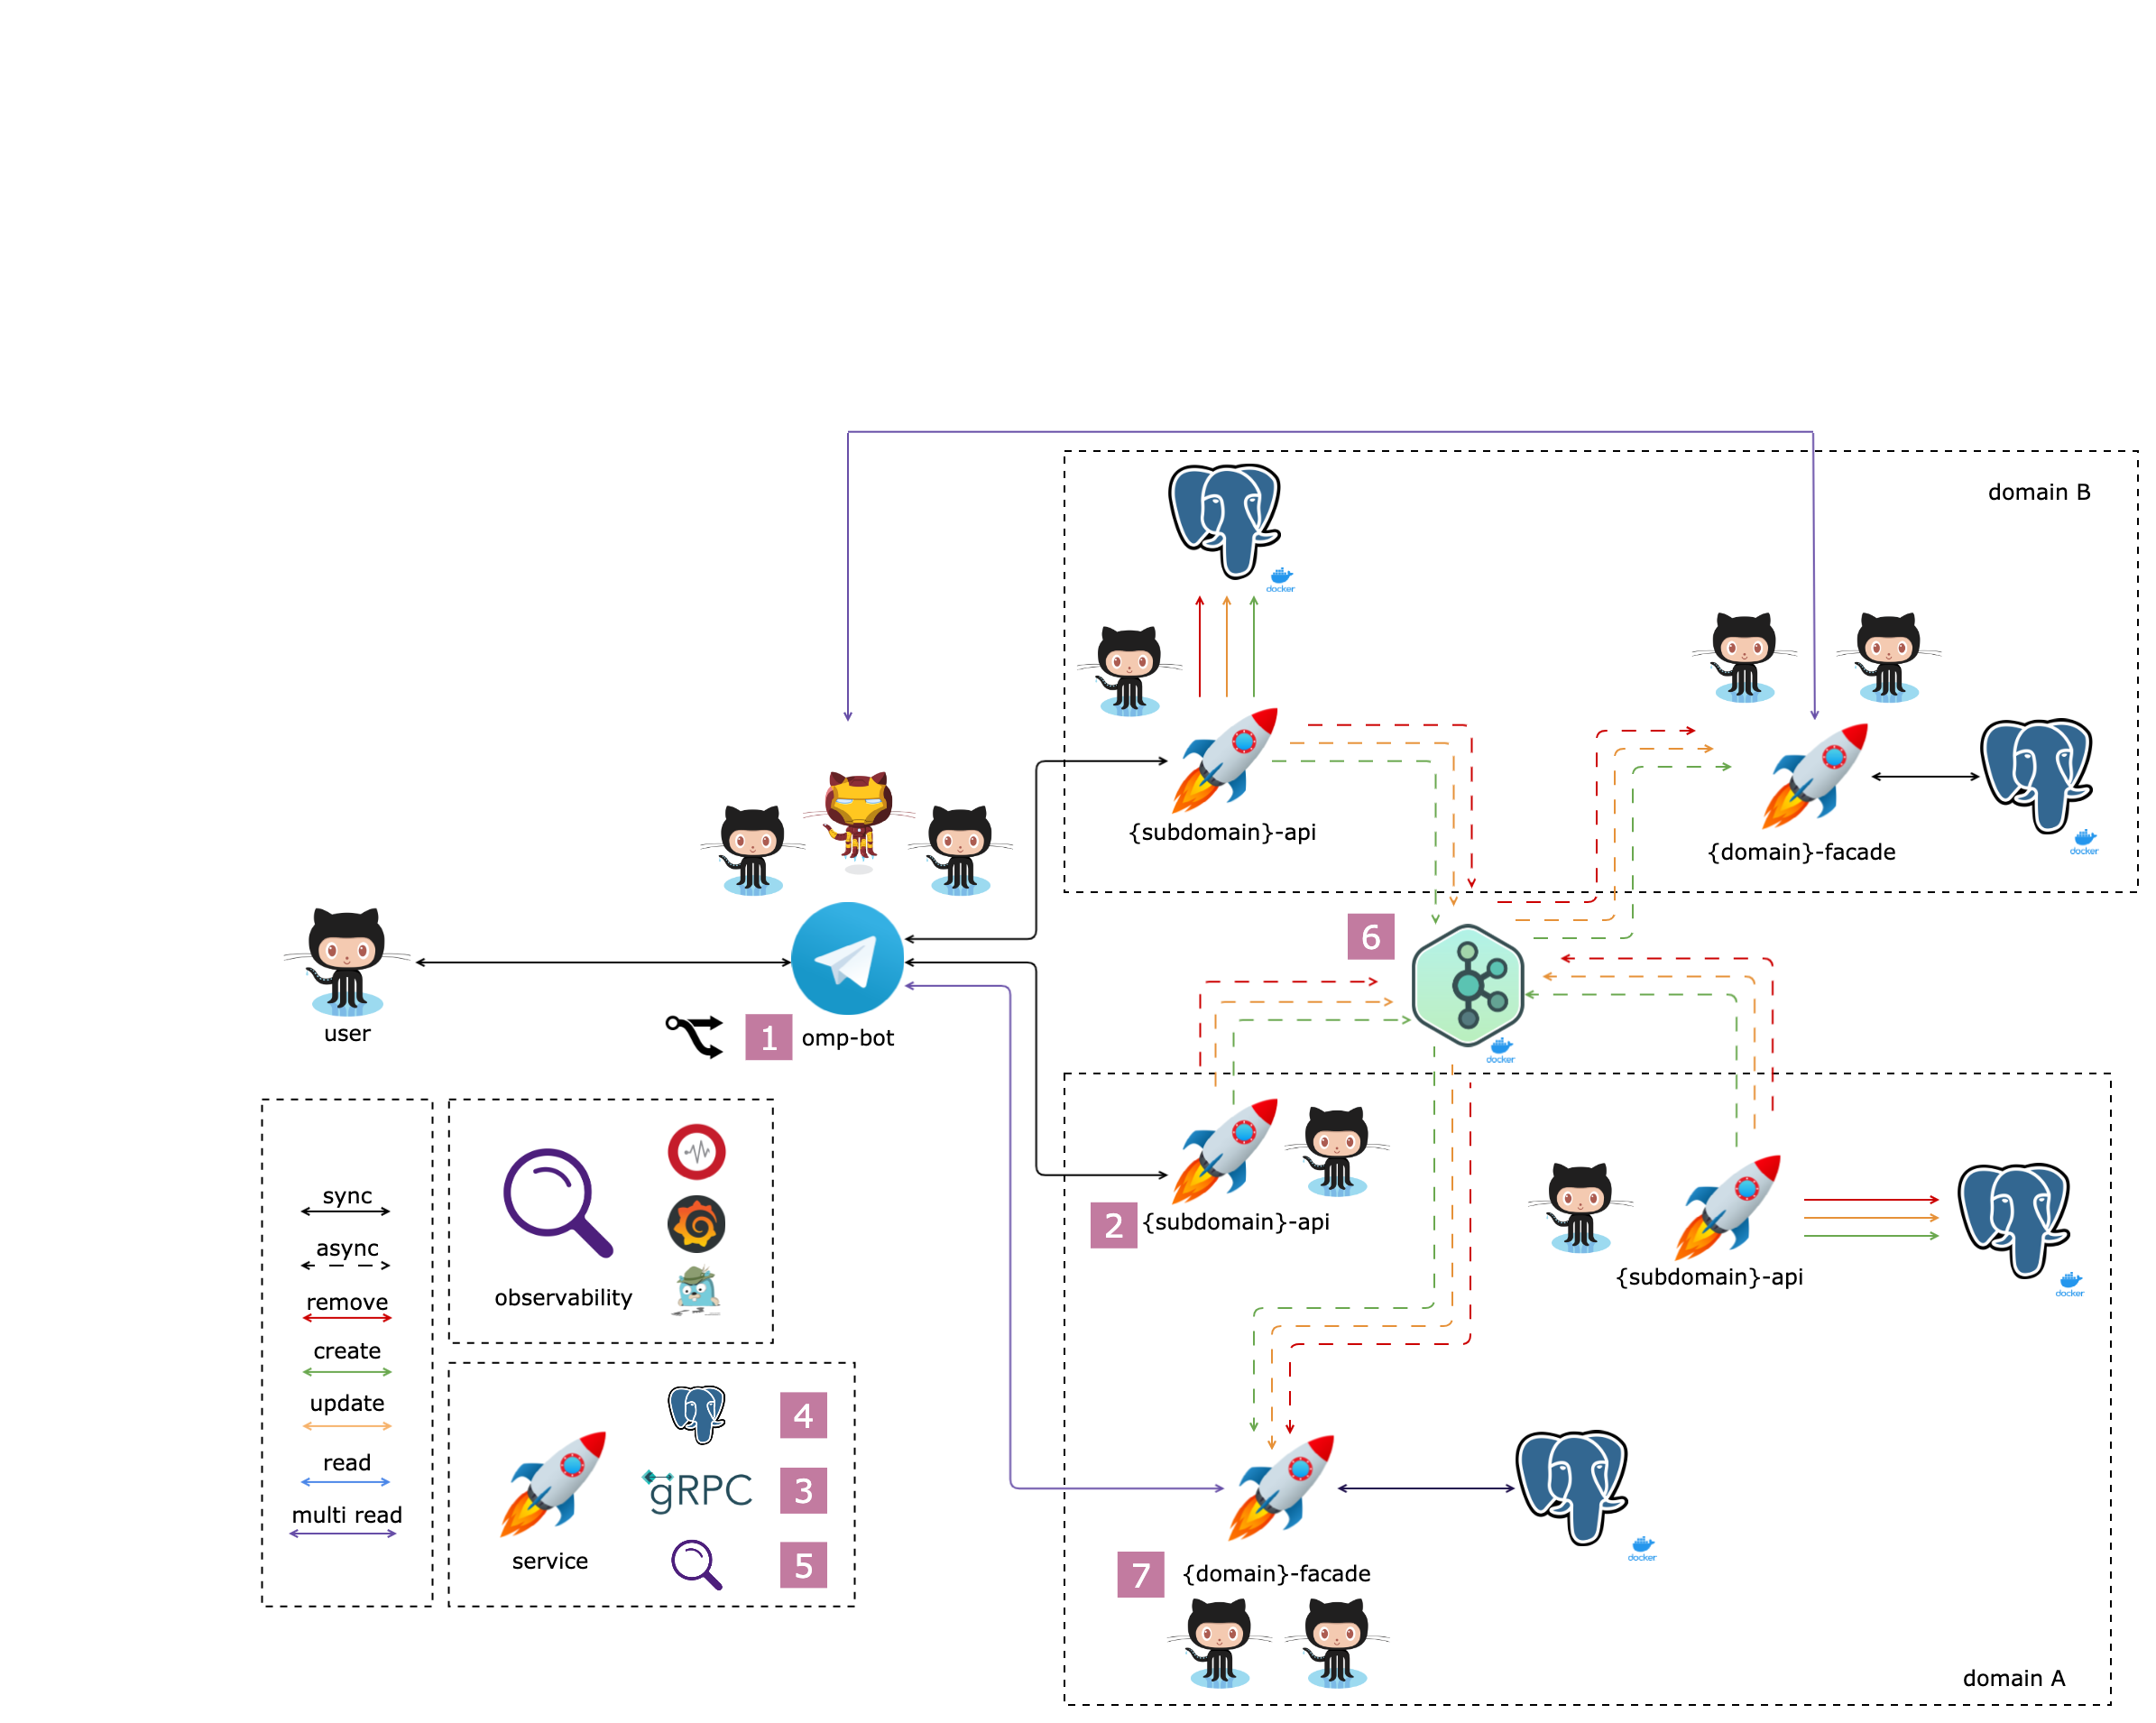 domain B
docker
{subdomain}-api
{domain}-facade
docker
6
docker
user
1
omp-bot
2
{subdomain}-api
{subdomain}-api
docker
sync
async
remove
create
update
read
multi read
observability
4
gRPC
3
service
5
docker
7
{domain}-facade
domain A